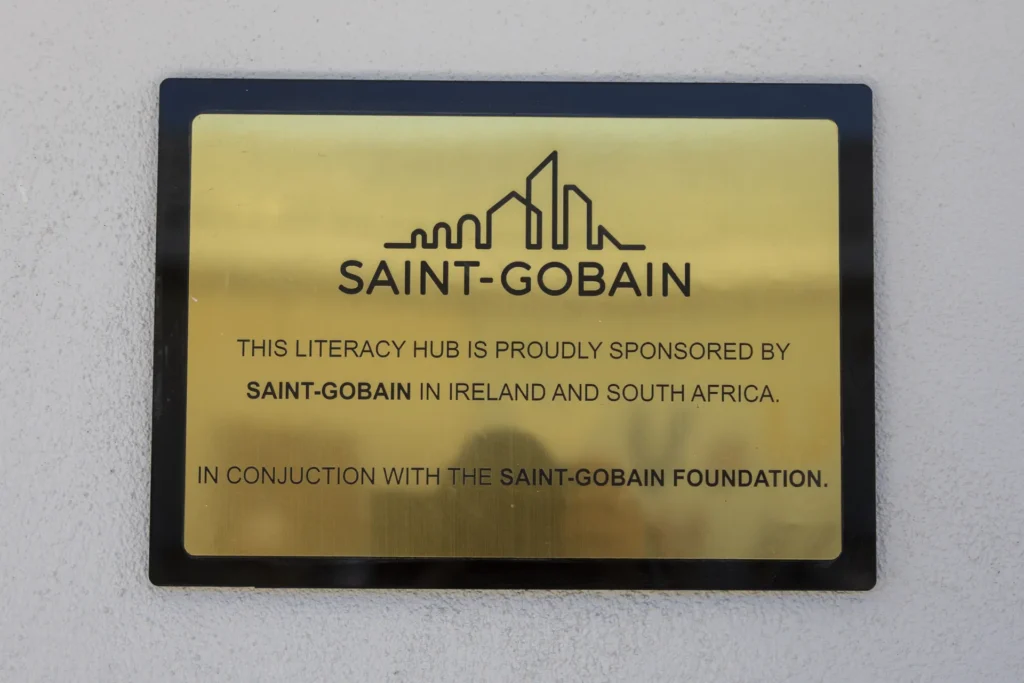 SAINT-GOBAIN
THIS LITERACY HUB IS PROUDLY SPONSORED BY
SAINT-GOBAIN IN IRELAND AND SOUTH AFRICA.
IN CONJUCTION WITH THE SAINT-GOBAIN FOUNDATION.